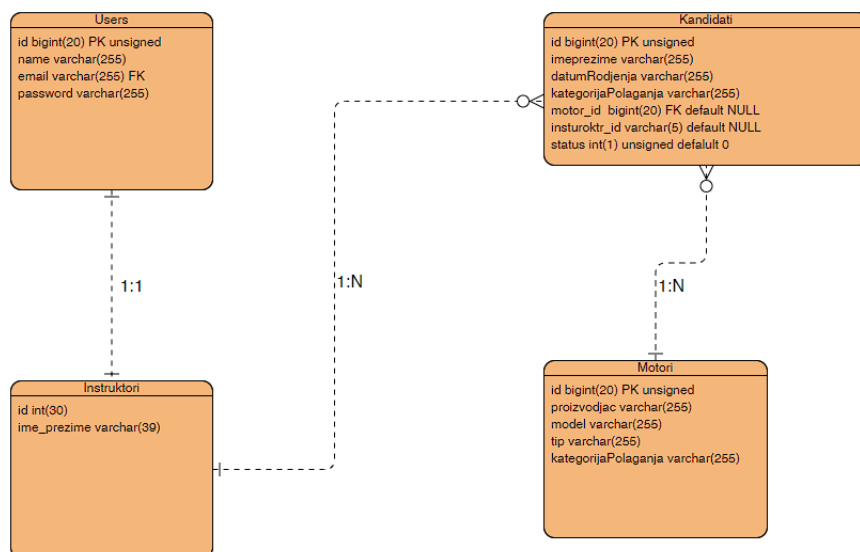 Users
id bigint(20) PK unsigned
name varchar(255)
email varchar(255) FK
password varchar(255)
Kandidati
id bigint(20) PK unsigned
imeprezime varchar(255)
datumRodjenja varchar(255)
kategorijaPolaganja varchar(255)
motor_id bigint(20) FK default NULL
insturoktr_id varchar(5) default NULL
status int(1) unsigned defalult 0
1:1
1:N
1:N
Instruktori
id int(30)
ime_prezime varchar(39)
Motori
id bigint(20) PK unsigned
proizvodjac varchar(255)
model varchar(255)
tip varchar(255)
kategorijaPolaganja varchar(255)